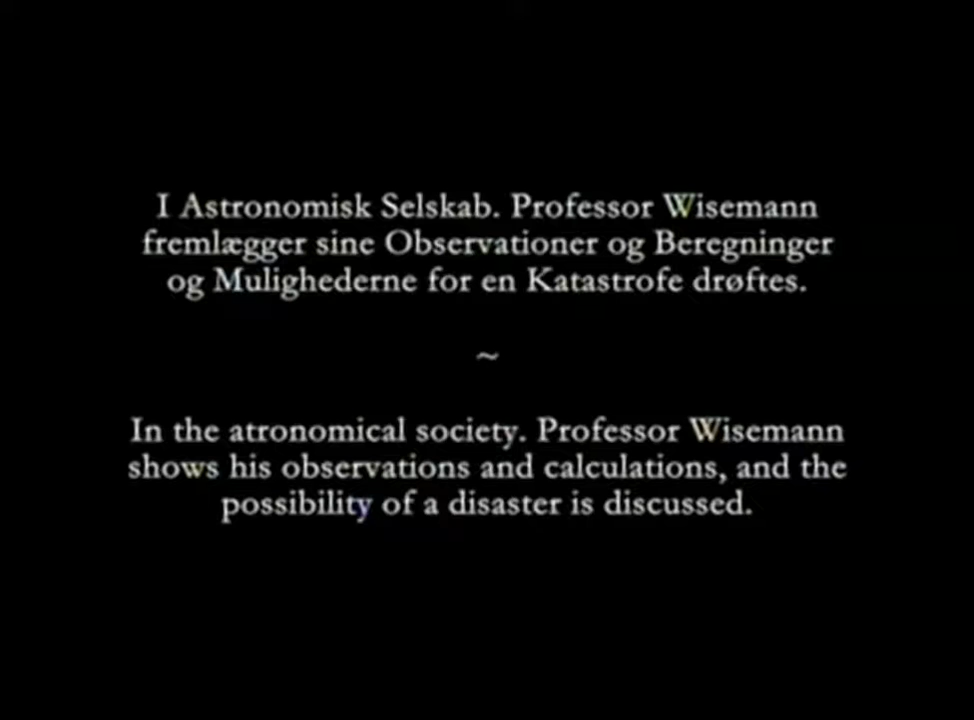 I Astronomisk Selskab. Professor Wisemann
fremlægger sine Observationer og Beregninger
og Mulighederne for en Katastrofe drøftes.
~
In the atronomical society. Professor Wisemann
shows his observations and calculations, and the
possibility of a disaster is discussed.